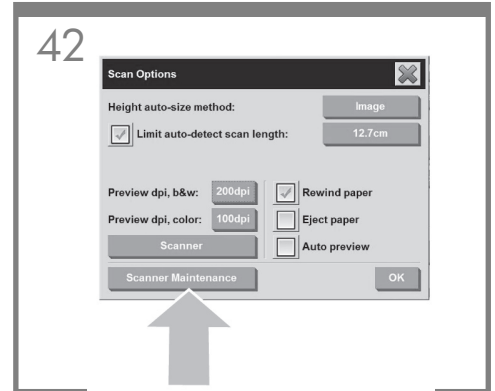 42
Scan Options
Height auto-size method: Image
Limit auto-detect scan length: 12.7cm
Preview dpi, b&w: 200dpi Rewind paper
Preview dpi, color: 100dpi Eject paper
Scanner Auto preview
Scanner Maintenance OK